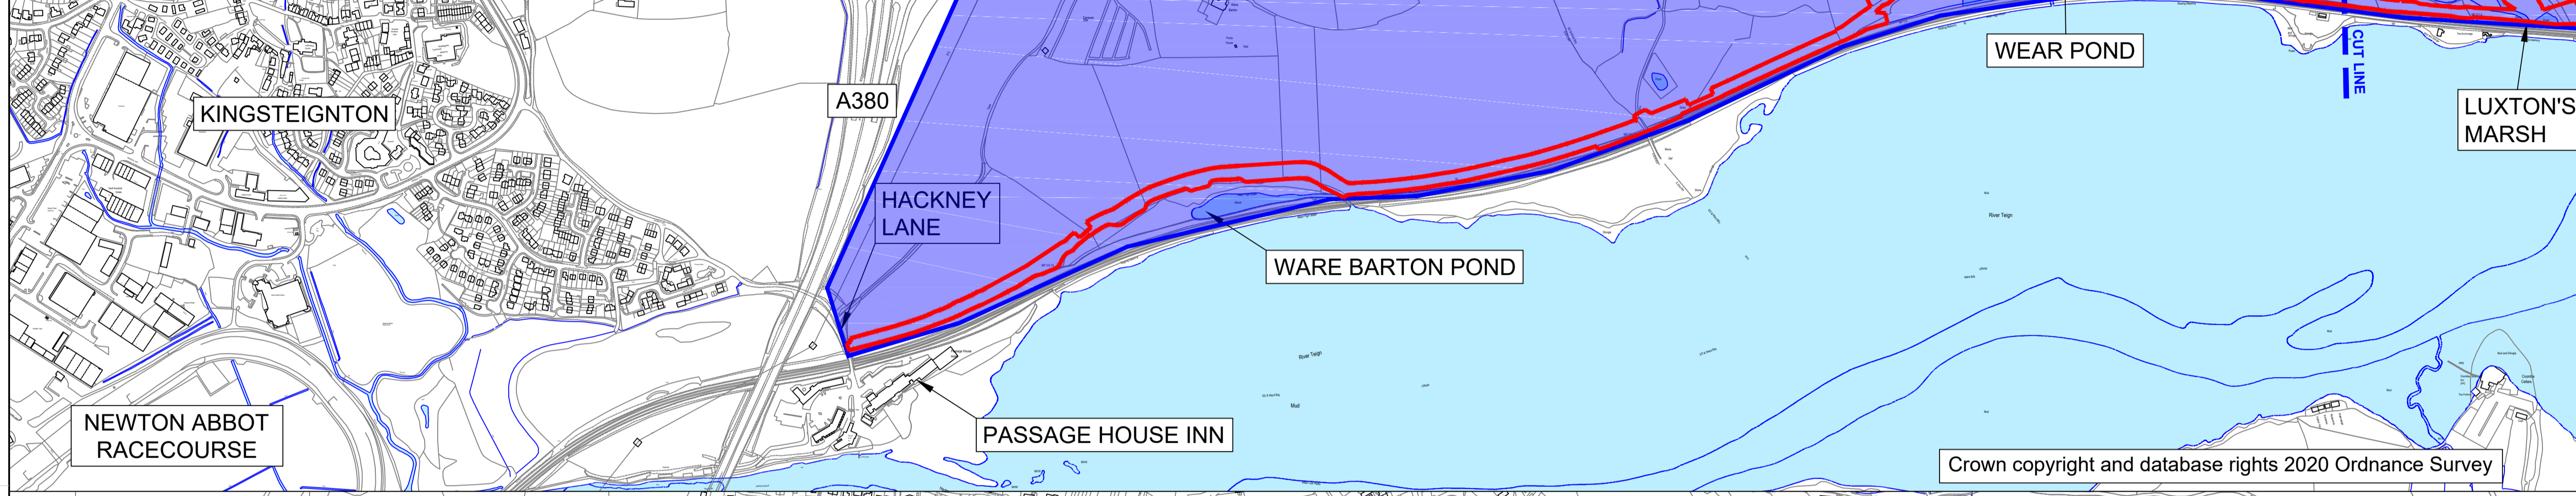 WEAR POND
CUT LINE
A380
LUXTON'S
MARSH
KINGSTEIGNTON
HACKNEY
LANE
River Teign
WARE BARTON POND
River Teign
Mud
NEWTON ABBOT
RACECOURSE
PASSAGE HOUSE INN
Crown copyright and database rights 2020 Ordnance Survey